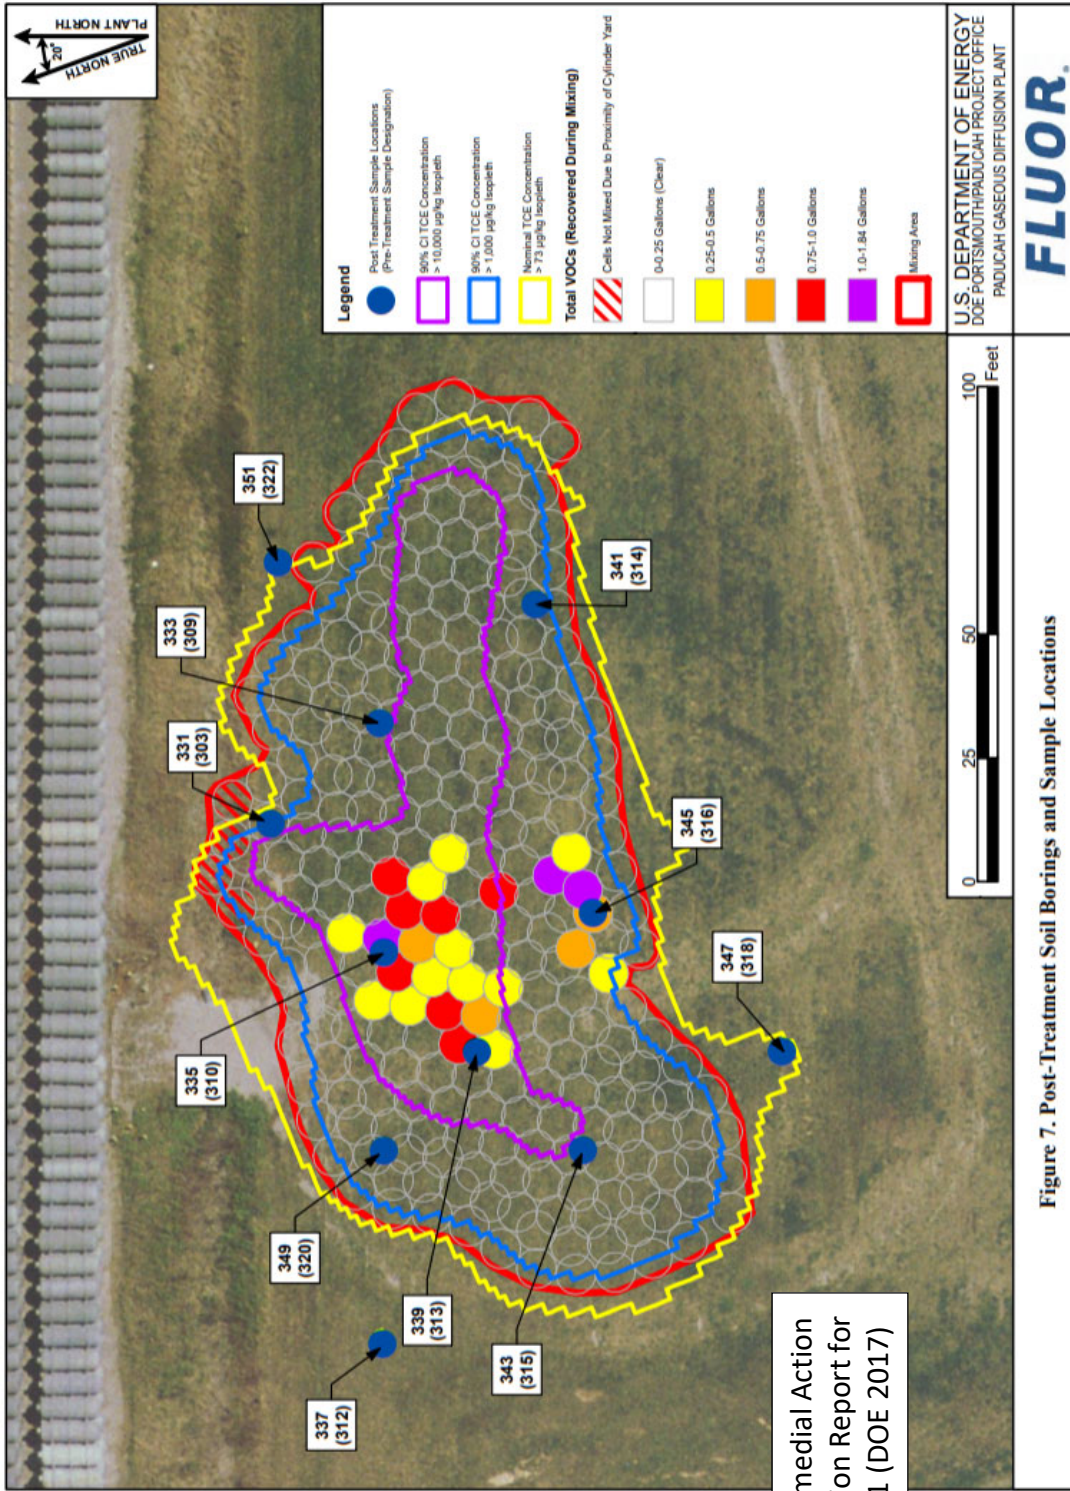 PLANT NORTH
TRUE NORTH
20°
Legend
Post Treatment Sample Locations
(Pre-Treatment Sample Designation)
90% CI TCE Concentration
> 10,000 µg/kg Isopleth
90% CI TCE Concentration
> 1,000 µg/kg Isopleth
Nominal TCE Concentration
> 73 µg/kg Isopleth
Total VOCs (Recovered During Mixing)
Cells Not Mixed Due to Proximity of Cylinder Yard
0-0.25 Gallons (Clear)
0.25-0.5 Gallons
0.5-0.75 Gallons
0.75-1.0 Gallons
1.0-1.84 Gallons
Mixing Area
U.S. DEPARTMENT OF ENERGY
DOE PORTSMOUTH/PADUCAH PROJECT OFFICE
PADUCAH GASEOUS DIFFUSION PLANT
FLUOR®
337
(312)
349
(320)
335
(310)
331
(303)
333
(309)
351
(322)
343
(315)
339
(313)
347
(318)
345
(316)
341
(314)
0
25
50
100
Feet
medial Action
on Report for
1 (DOE 2017)
Figure 7. Post-Treatment Soil Borings and Sample Locations